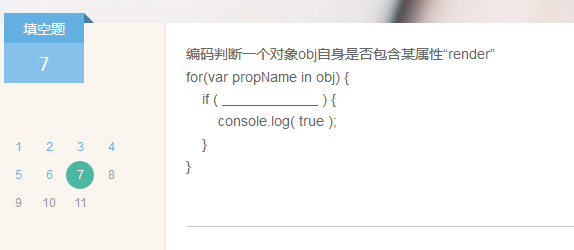 填空题
7
1 2 3 4
5 6 7 8
9 10 11
编码判断一个对象obj自身是否包含某属性“render”
for(var propName in obj) {
if ( _____________ ) {
console.log( true );
}
}